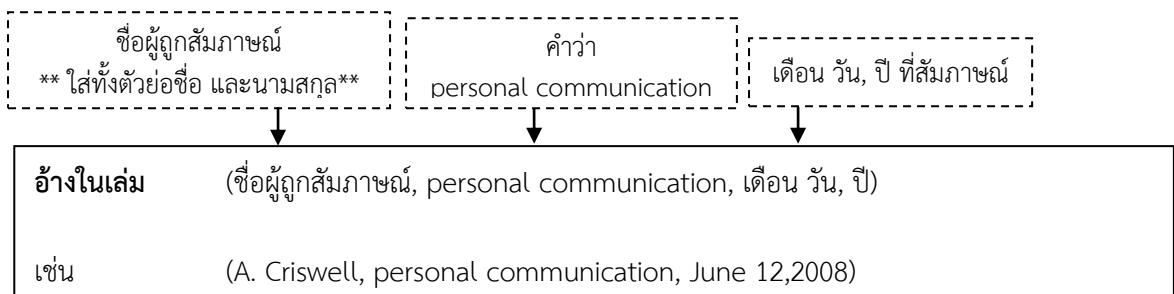 ชื่อผู้ถูกสัมภาษณ์
** ใส่ทั้งตัวย่อชื่อ และนามสกุล**
คำว่า
personal communication
เดือน วัน, ปี ที่สัมภาษณ์
อ้างในเล่ม (ชื่อผู้ถูกสัมภาษณ์, personal communication, เดือน วัน, ปี)
เช่น (A. Criswell, personal communication, June 12,2008)